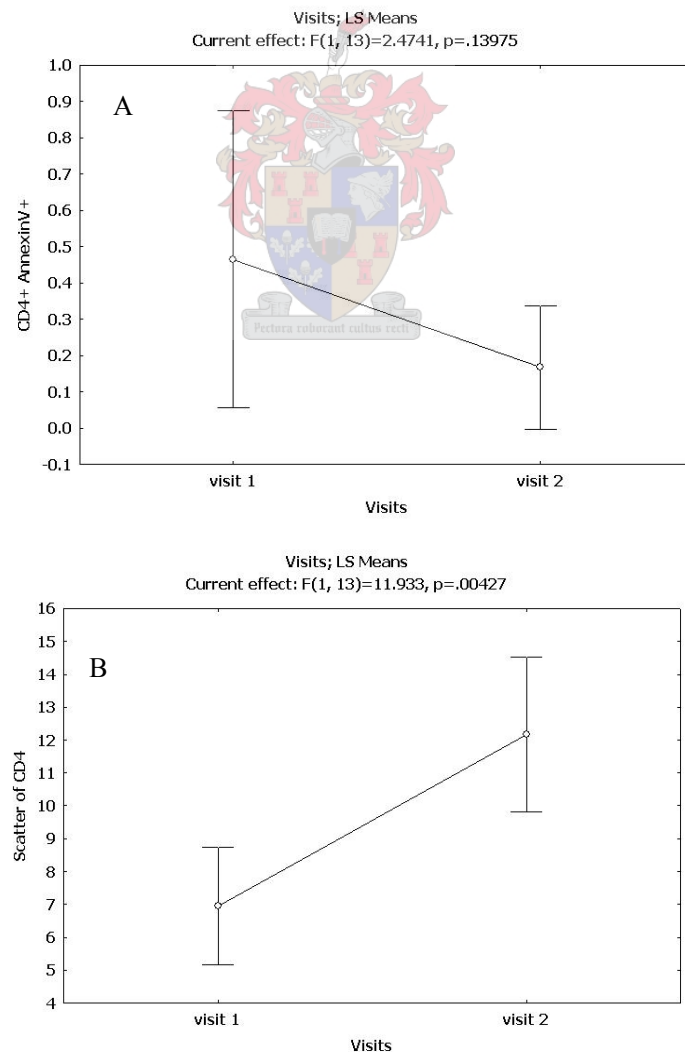 Visits; LS Means
Current effect: F(1, 13)=2.4741, p=.13975
A
1.0
0.9
0.8
0.7
0.6
0.5
0.4
0.3
0.2
0.1
0.0
-0.1
CD4+ AnnexinV+
Pectora roborant cultus recti
visit 1
visit 2
Visits
Visits; LS Means
Current effect: F(1, 13)=11.933, p=.00427
B
16
15
14
13
12
11
10
9
8
7
6
5
4
Scatter of CD4
visit 1
visit 2
Visits